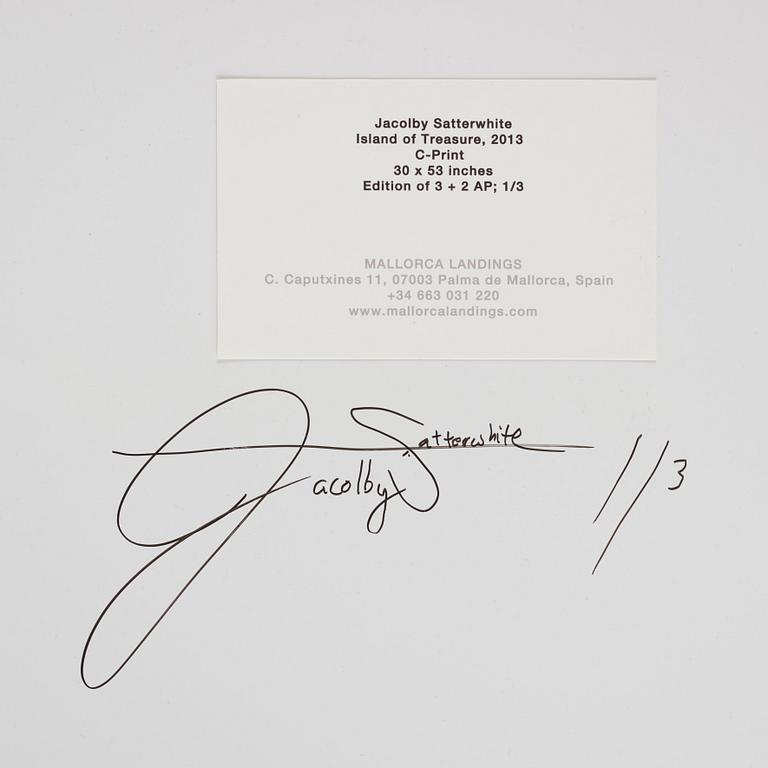 Jacolby Satterwhite
Island of Treasure, 2013
C-Print
30 x 53 inches
Edition of 3 + 2 AP; 1/3
MALLORCA LANDINGS
C. Caputxines 11, 07003 Palma de Mallorca, Spain
+34 663 031 220
www.mallorcalandings.com
Satterwhite
Jacolby
1/3